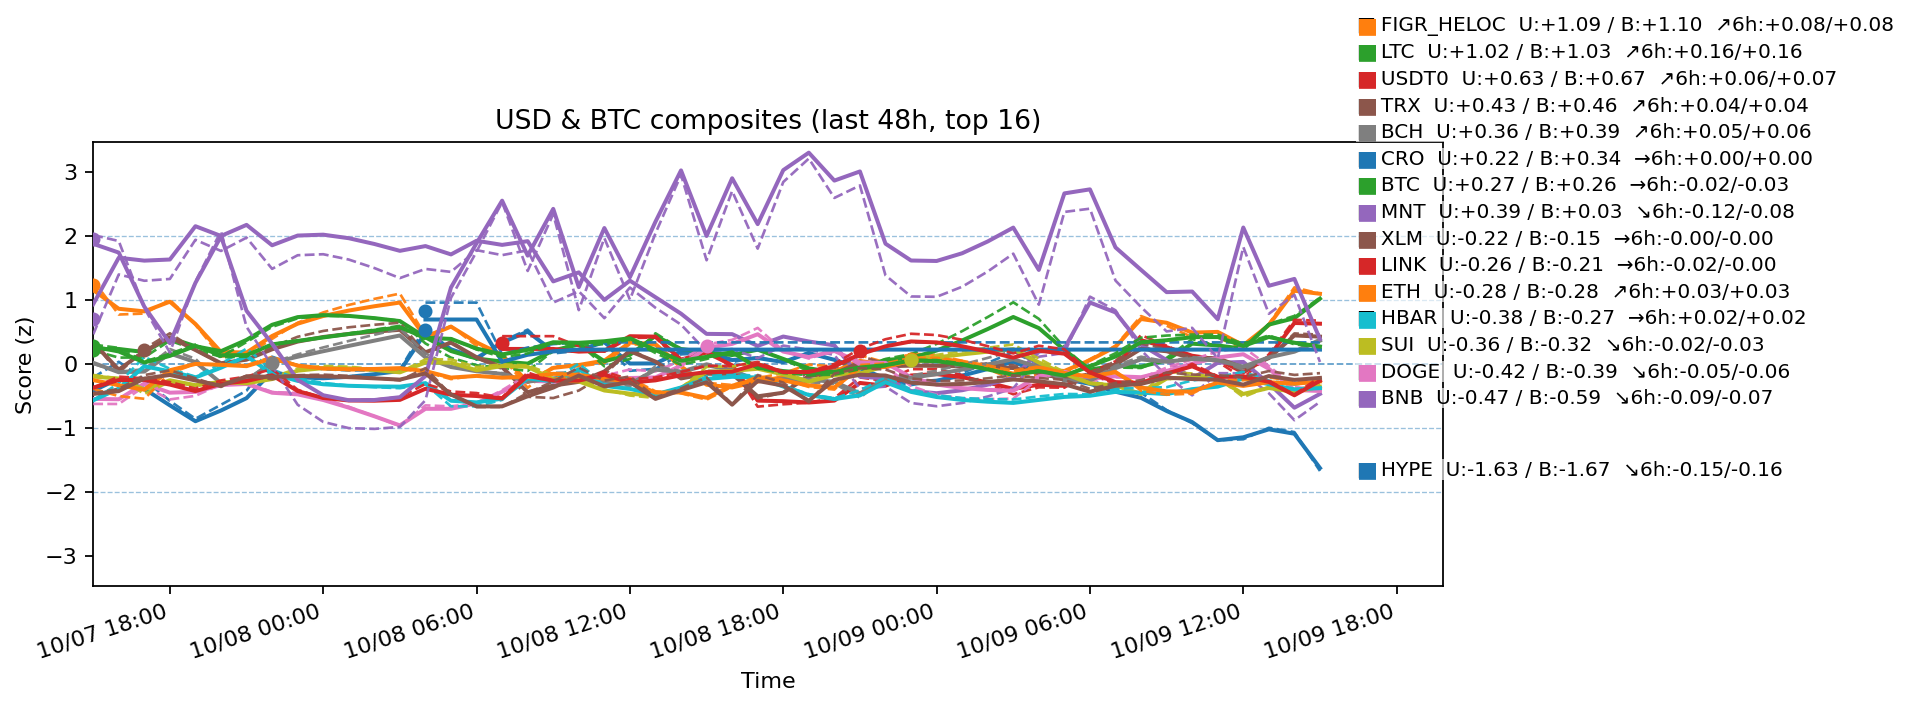 FIGR_HELOC U:+1.09 / B:+1.10 ↗6h:+0.08/+0.08
LTC U:+1.02 / B:+1.03 ↗6h:+0.16/+0.16
USDT0 U:+0.63 / B:+0.67 ↗6h:+0.06/+0.07
TRX U:+0.43 / B:+0.46 ↗6h:+0.04/+0.04
BCH U:+0.36 / B:+0.39 ↗6h:+0.05/+0.06
CRO U:+0.22 / B:+0.34 →6h:+0.00/+0.00
BTC U:+0.27 / B:+0.26 →6h:-0.02/-0.03
MNT U:+0.39 / B:+0.03 ↘6h:-0.12/-0.08
XLM U:-0.22 / B:-0.15 →6h:-0.00/-0.00
LINK U:-0.26 / B:-0.21 →6h:-0.02/-0.00
ETH U:-0.28 / B:-0.28 ↗6h:+0.03/+0.03
HBAR U:-0.38 / B:-0.27 →6h:+0.02/+0.02
SUI U:-0.36 / B:-0.32 ↘6h:-0.02/-0.03
DOGE U:-0.42 / B:-0.39 ↘6h:-0.05/-0.06
BNB U:-0.47 / B:-0.59 ↘6h:-0.09/-0.07
HYPE U:-1.63 / B:-1.67 ↘6h:-0.15/-0.16
USD & BTC composites (last 48h, top 16)
Score (z)
3
2
1
0
−1
−2
−3
10/07 18:00
10/08 00:00
10/08 06:00
10/08 12:00
10/08 18:00
10/09 00:00
10/09 06:00
10/09 12:00
10/09 18:00
Time